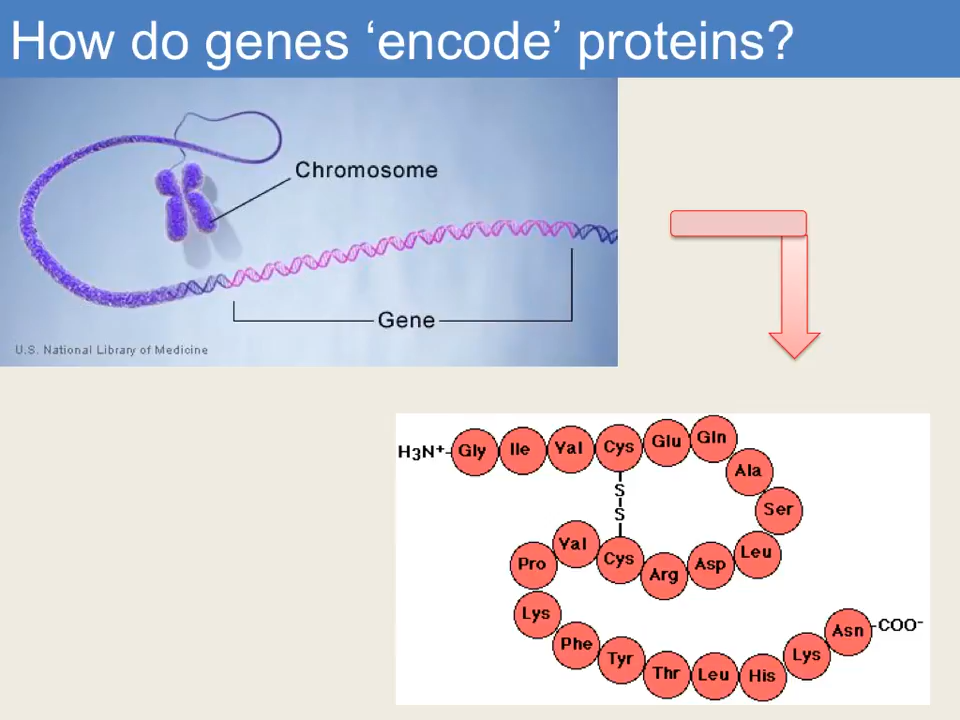 How do genes ‘encode’ proteins?
Chromosome
Gene
U.S. National Library of Medicine
H3N+ Gly Ile Val Cys Glu Gln
Ala
Ser
Leu
Asp
Arg
Cys
S
S
Val
Pro
Lys
Phe
Tyr
Thr
Leu
His
Lys
Asn COO-